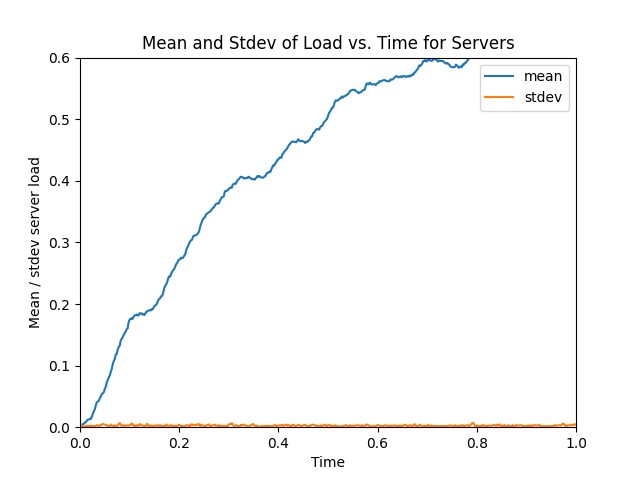 Mean and Stdev of Load vs. Time for Servers
mean
stdev
Mean / stdev server load
0.6
0.5
0.4
0.3
0.2
0.1
0.0
0.0 0.2 0.4 0.6 0.8 1.0
Time